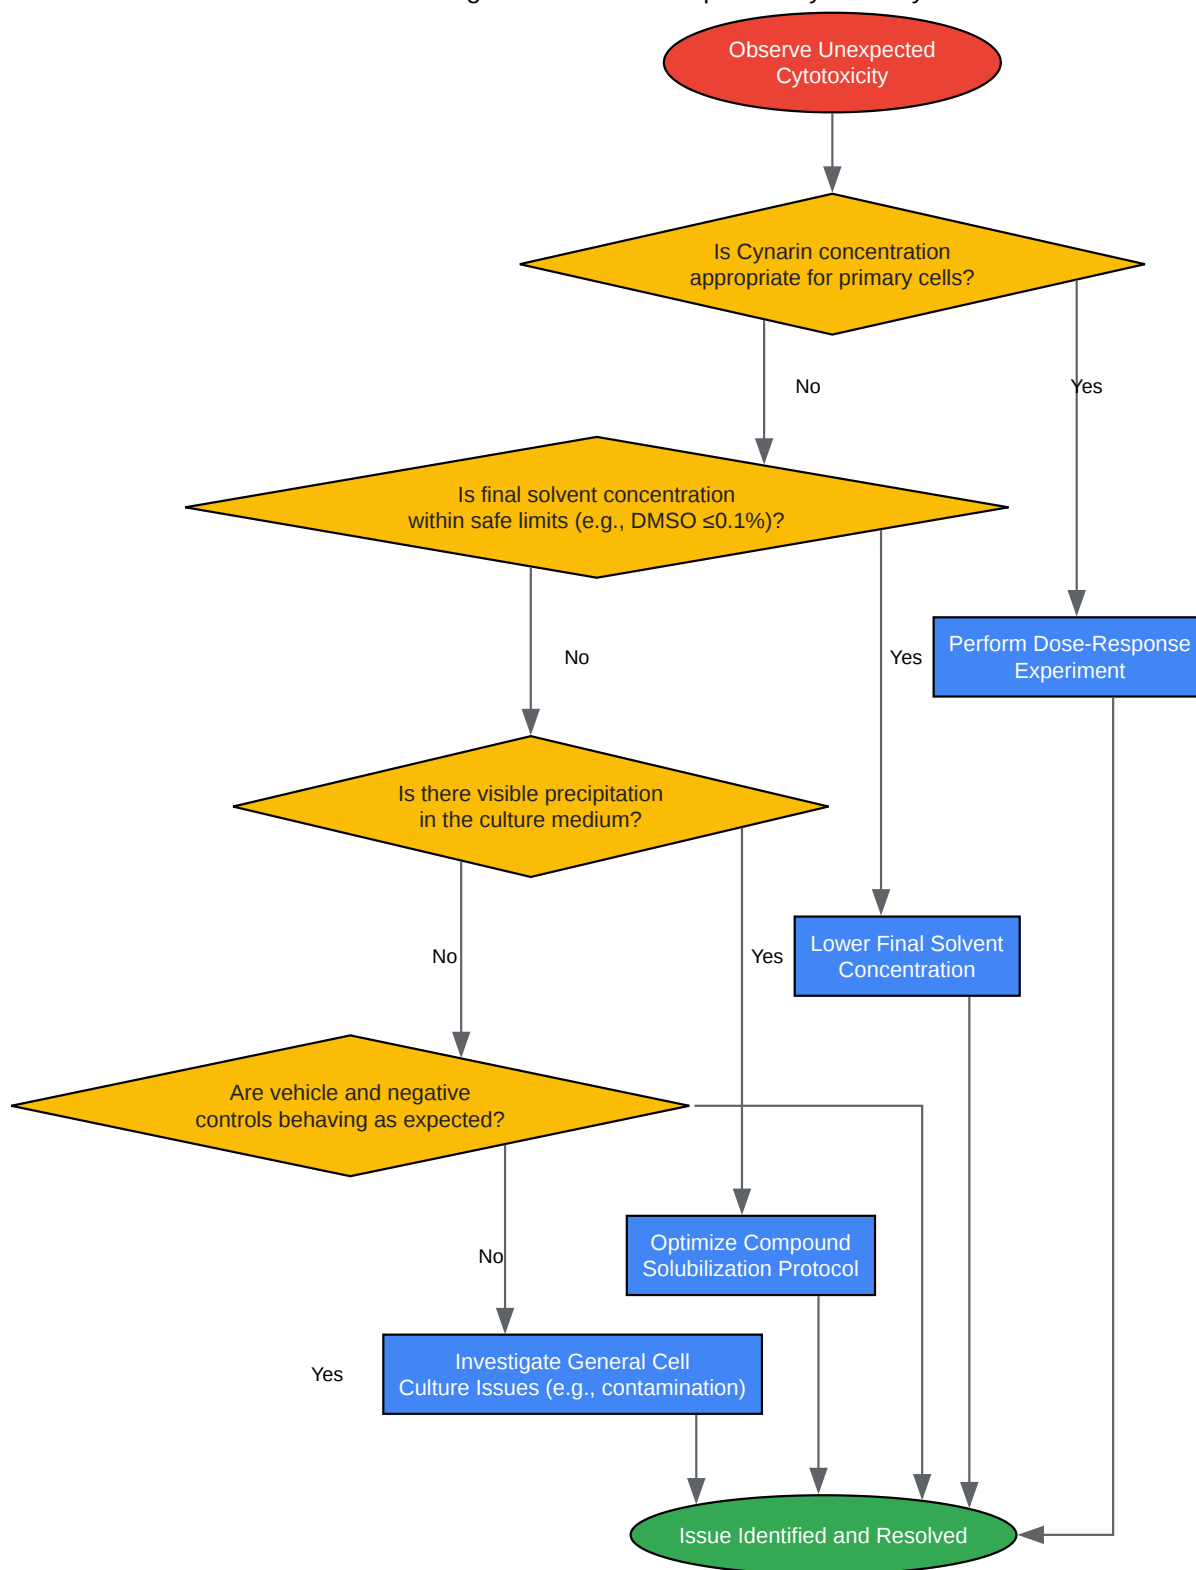 Observe Unexpected
Cytotoxicity
Is Cynarin concentration
appropriate for primary cells?
No
Yes
Is final solvent concentration
within safe limits (e.g., DMSO ≤0.1%)?
No
Yes
Perform Dose-Response
Experiment
Is there visible precipitation
in the culture medium?
No
Yes
Lower Final Solvent
Concentration
Are vehicle and negative
controls behaving as expected?
No
Optimize Compound
Solubilization Protocol
Yes
Investigate General Cell
Culture Issues (e.g., contamination)
Issue Identified and Resolved